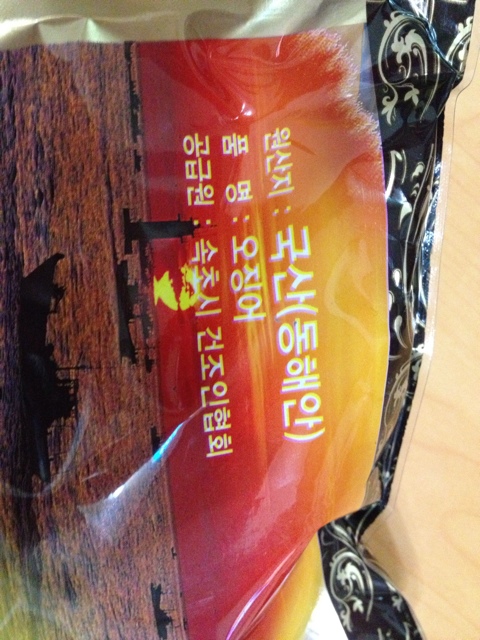 원산지 : 국산(동해안)
품 명 : 오징어
공급원 : 속초시 건조인협회